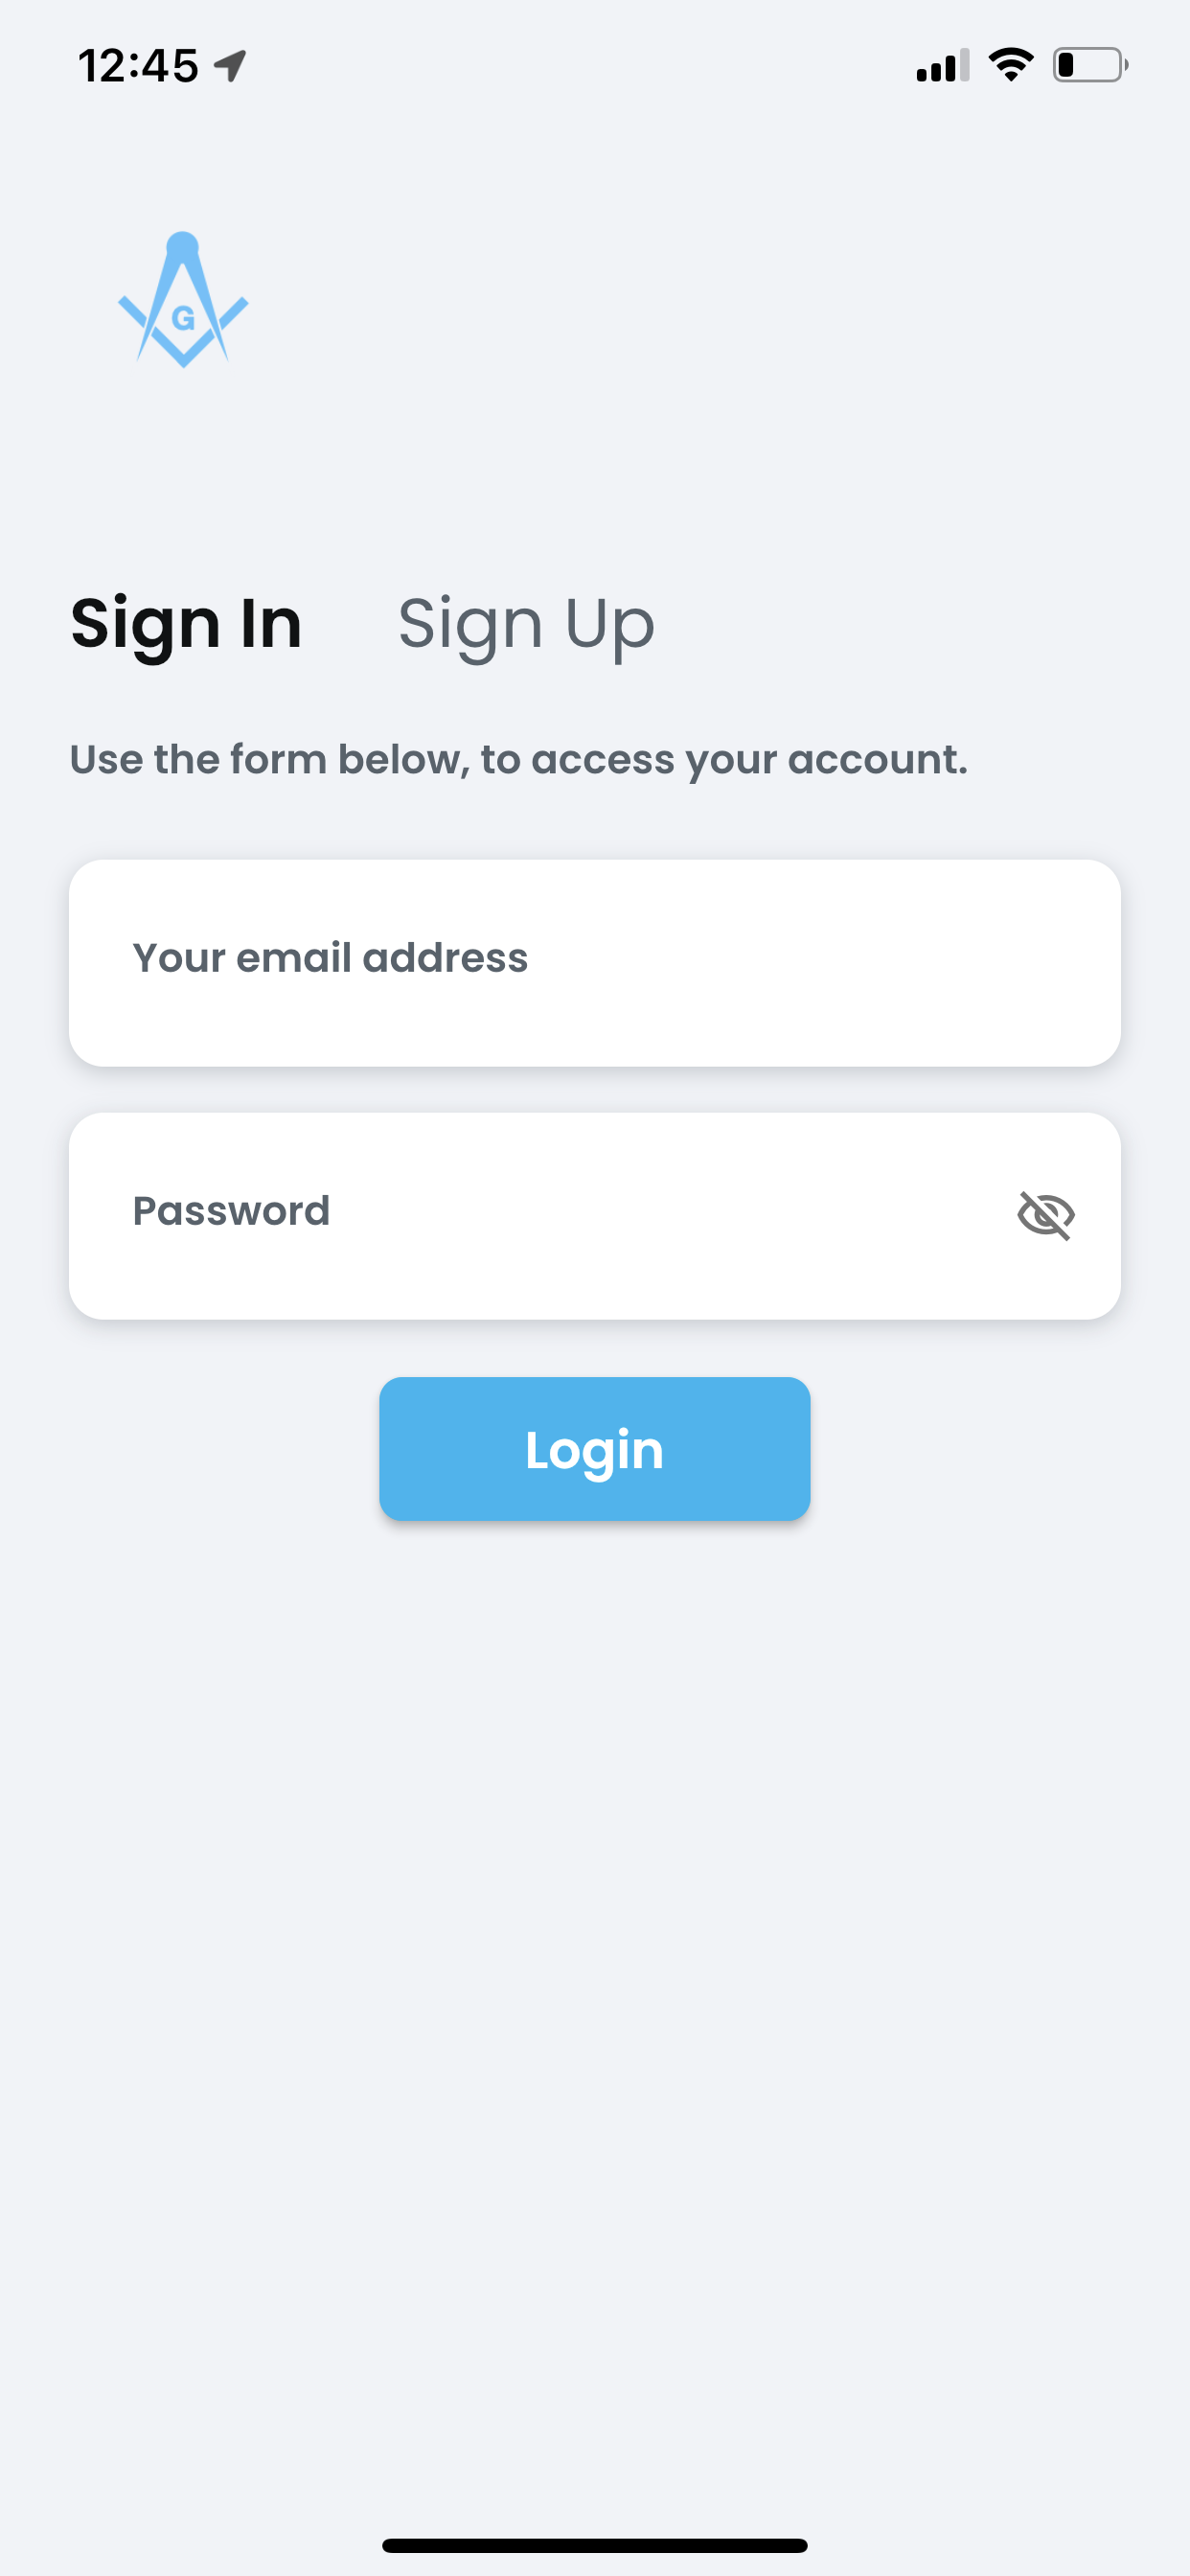 12:45
G
Sign In Sign Up
Use the form below, to access your account.
Your email address
Password
Login